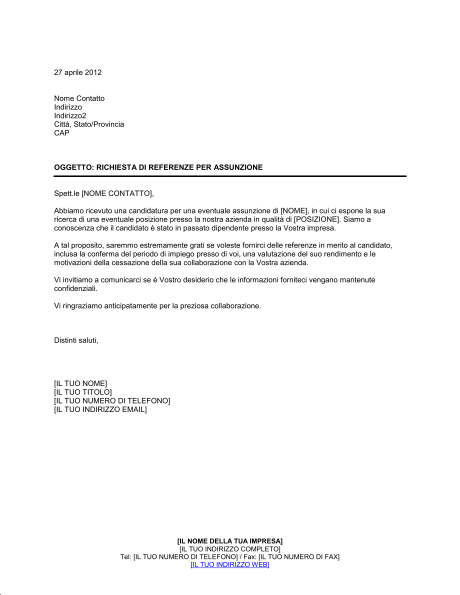 27 aprile 2012
Nome Contatto
Indirizzo
Indirizzo2
Città, Stato/Provincia
CAP
OGGETTO: RICHIESTA DI REFERENZE PER ASSUNZIONE
Spett.le [NOME CONTATTO],
Abbiamo ricevuto una candidatura per una eventuale assunzione di [NOME], in cui ci espone la sua
ricerca di una eventuale posizione presso la nostra azienda in qualità di [POSIZIONE]. Siamo a
conoscenza che il candidato è stato in passato dipendente presso la Vostra impresa.
A tal proposito, saremmo estremamente grati se voleste fornirci delle referenze in merito al candidato,
inclusa la conferma del periodo di impiego presso di voi, una valutazione del suo rendimento e le
motivazioni della cessazione della sua collaborazione con la Vostra azienda.
Vi invitiamo a comunicarci se è Vostro desiderio che le informazioni forniteci vengano mantenute
confidenziali.
Vi ringraziamo anticipatamente per la preziosa collaborazione.
Distinti saluti,
[IL TUO NOME]
[IL TUO TITOLO]
[IL TUO NUMERO DI TELEFONO]
[IL TUO INDIRIZZO EMAIL]
[IL NOME DELLA TUA IMPRESA]
[IL TUO INDIRIZZO COMPLETO]
Tel: [IL TUO NUMERO DI TELEFONO] / Fax: [IL TUO NUMERO DI FAX]
[IL TUO INDIRIZZO WEB]